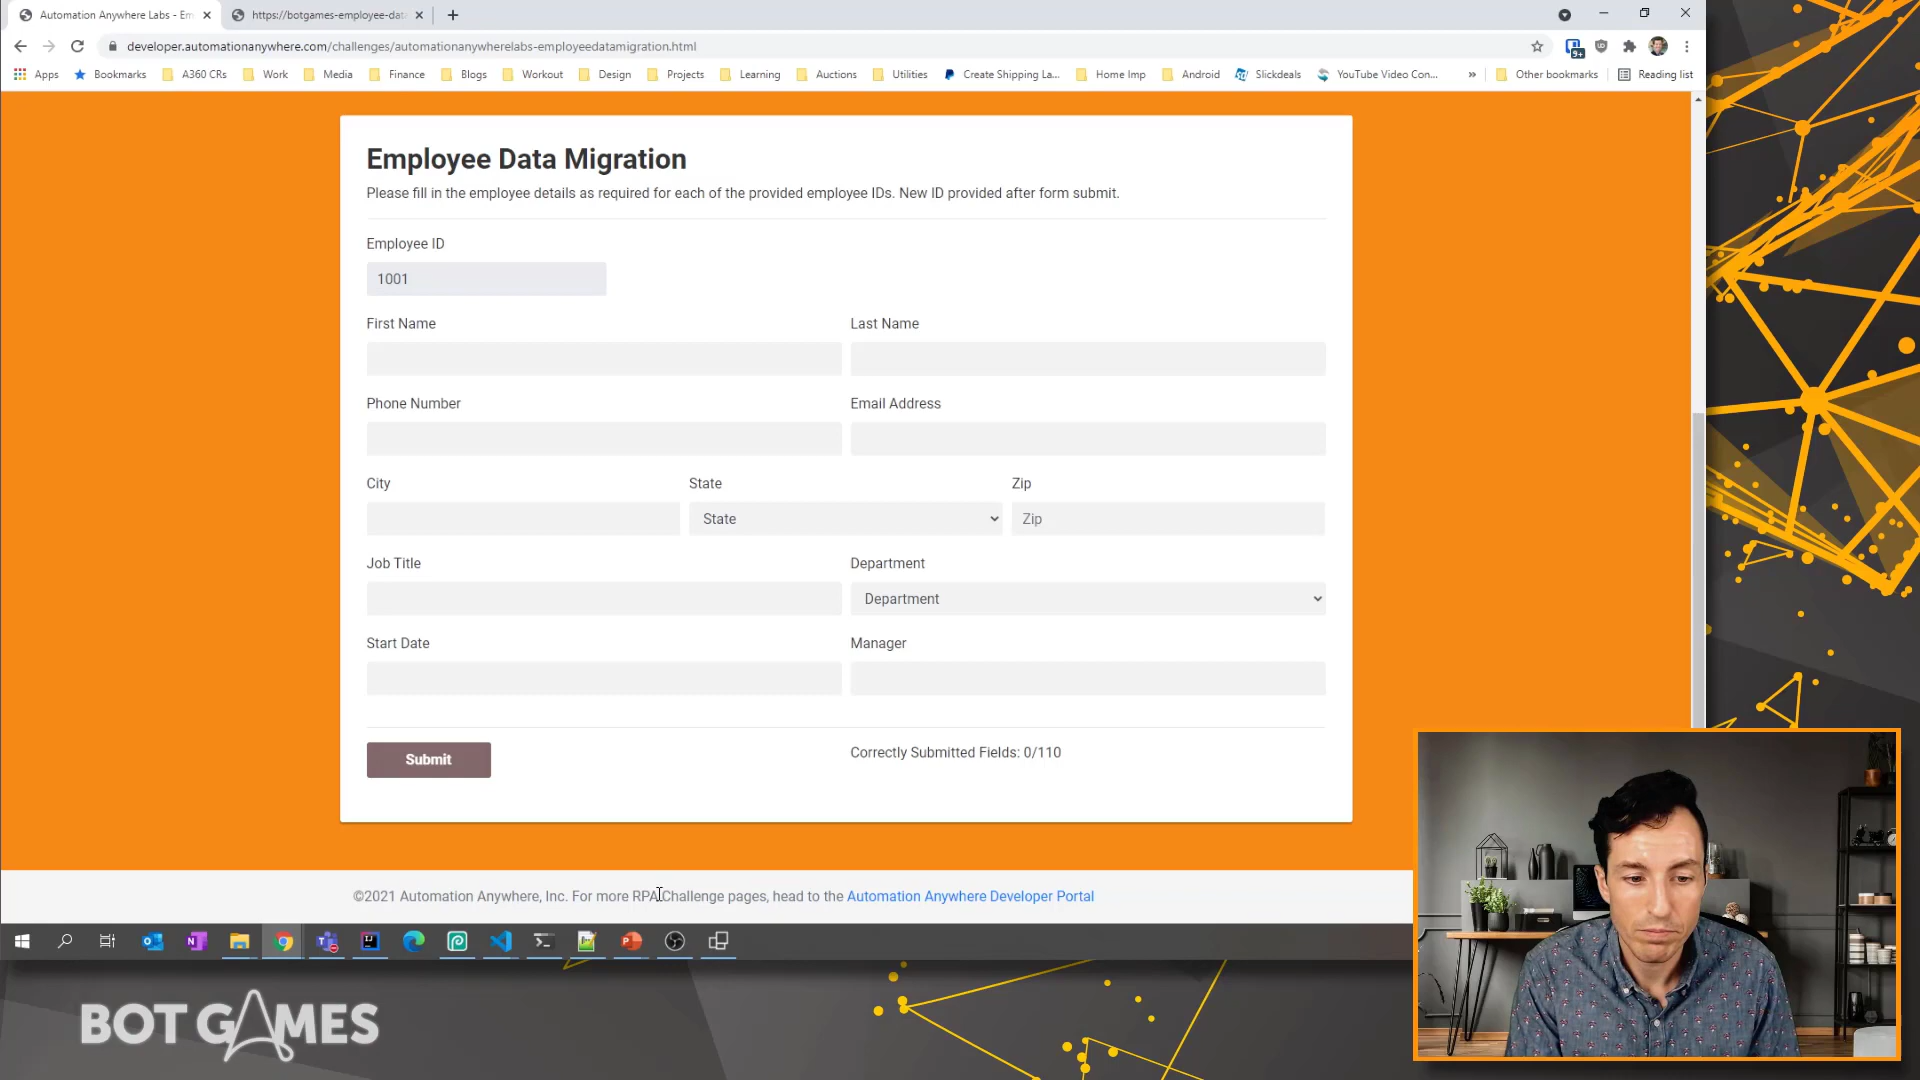 Automation Anywhere Labs - Em
https://botgames-employee-data
developer.automationanywhere.com/challenges/automationanywherelabs-employeedatamigration.html
9+
Apps Bookmarks A360 CRs Work Media Finance Blogs Workout Design Projects Learning Auctions Utilities Create Shipping La... Home Imp Android Slickdeals YouTube Video Con... » Other bookmarks Reading list
Employee Data Migration
Please fill in the employee details as required for each of the provided employee IDs. New ID provided after form submit.
Employee ID
1001
First Name Last Name
Phone Number Email Address
City State Zip
State Zip
Job Title Department
Department
Start Date Manager
Submit Correctly Submitted Fields: 0/110
©2021 Automation Anywhere, Inc. For more RPA Challenge pages, head to the Automation Anywhere Developer Portal
BOT GAMES